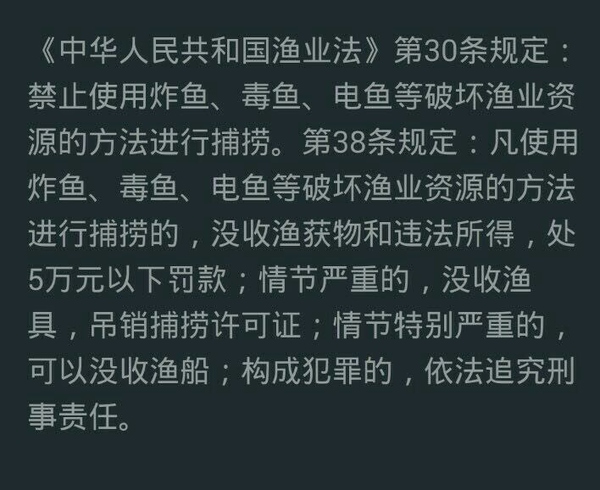 《中华人民共和国渔业法》第30条规定：
禁止使用炸鱼、毒鱼、电鱼等破坏渔业资
源的方法进行捕捞。第38条规定：凡使用
炸鱼、毒鱼、电鱼等破坏渔业资源的方法
进行捕捞的，没收渔获物和违法所得，处
5万元以下罚款；情节严重的，没收渔
具，吊销捕捞许可证；情节特别严重的，
可以没收渔船；构成犯罪的，依法追究刑
事责任。